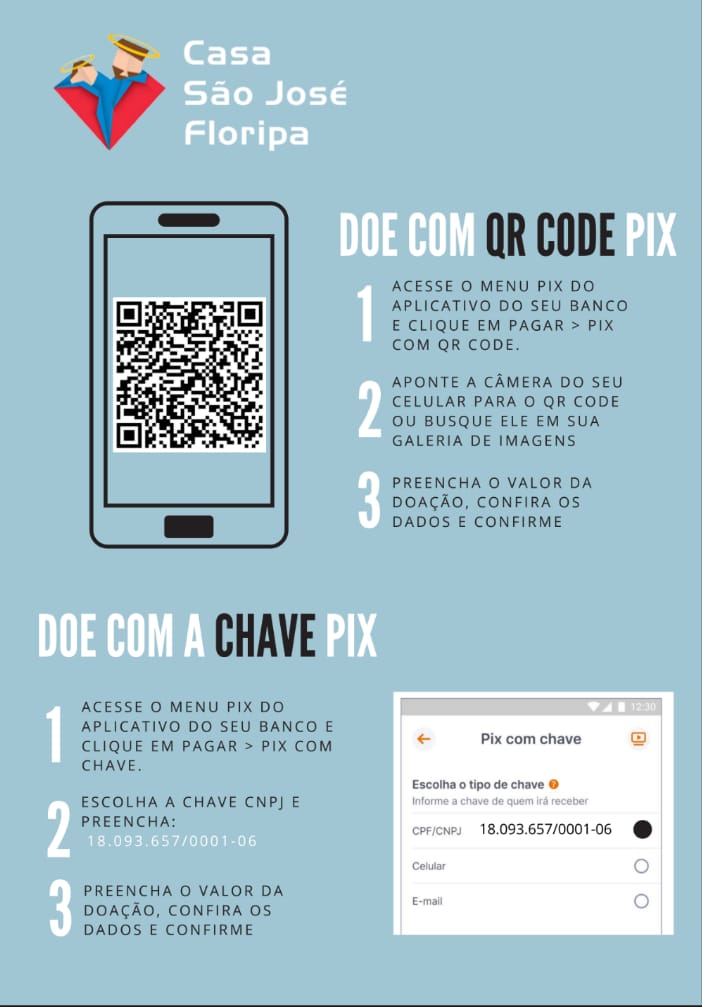 Casa
São José
Floripa
DOE COM QR CODE PIX
1
ACESSE O MENU PIX DO
APLICATIVO DO SEU BANCO
E CLIQUE EM PAGAR > PIX
COM QR CODE.
2
APONTE A CÂMERA DO SEU
CELULAR PARA O QR CODE
OU BUSQUE ELE EM SUA
GALERIA DE IMAGENS
3
PREENCHA O VALOR DA
DOAÇÃO, CONFIRA OS
DADOS E CONFIRME
DOE COM A CHAVE PIX
1
ACESSE O MENU PIX DO
APLICATIVO DO SEU BANCO E
CLIQUE EM PAGAR > PIX COM
CHAVE.
2
ESCOLHA A CHAVE CNPJ E
PREENCHA:
18.093.657/0001-06
3
PREENCHA O VALOR DA
DOAÇÃO, CONFIRA OS
DADOS E CONFIRME
12:30
Pix com chave
Escolha o tipo de chave ?
Informe a chave de quem irá receber
CPF/CNPJ 18.093.657/0001-06
Celular
E-mail